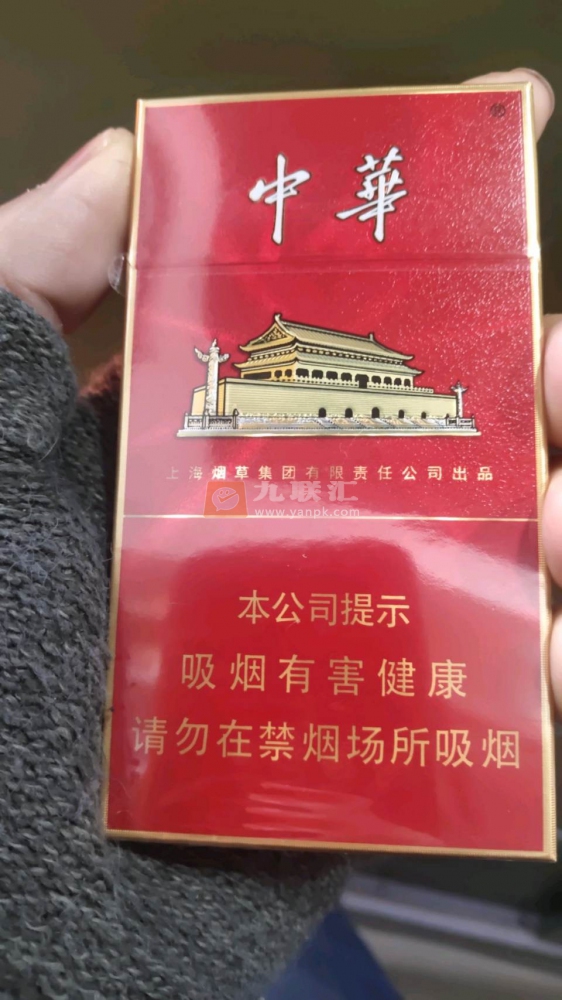 中華
上海烟草集团有限责任公司出品
九联汇
www.yanpk.com
本公司提示
吸烟有害健康
请勿在禁烟场所吸烟